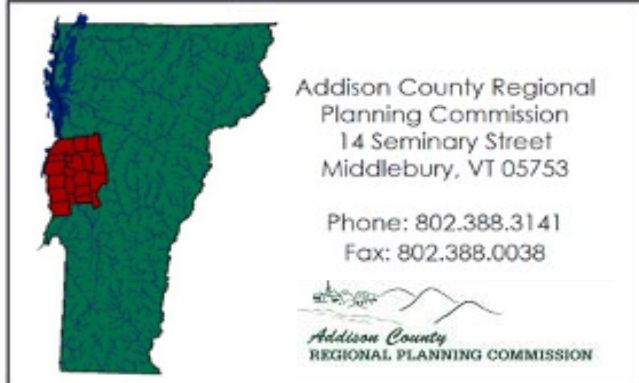 Addison County Regional
Planning Commission
14 Seminary Street
Middlebury, VT 05753
Phone: 802.388.3141
Fax: 802.388.0038
Addison County
REGIONAL PLANNING COMMISSION